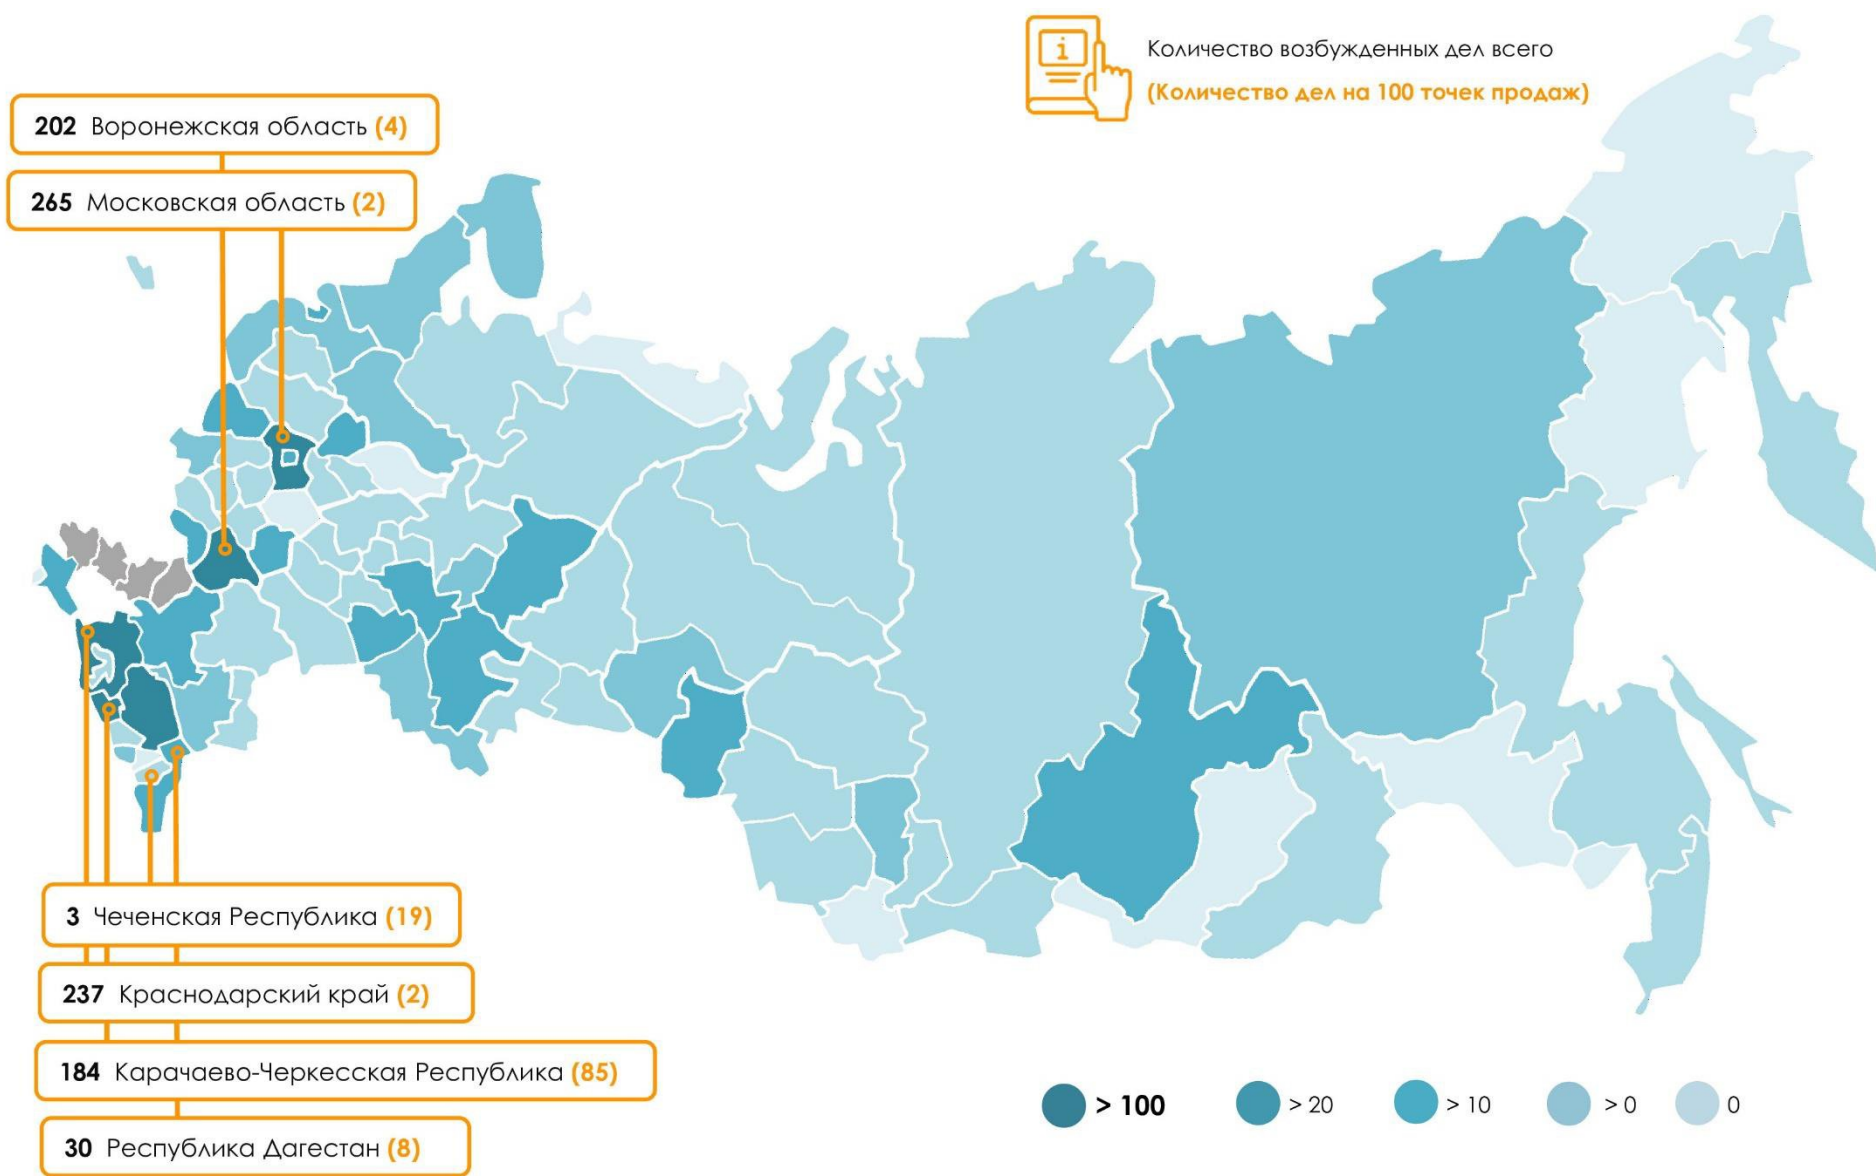 Количество возбужденных дел всего
(Количество дел на 100 точек продаж)
202 Воронежская область (4)
265 Московская область (2)
3 Чеченская Республика (19)
237 Краснодарский край (2)
184 Карачаево-Черкесская Республика (85)
30 Республика Дагестан (8)
> 100
> 20
> 10
> 0
0